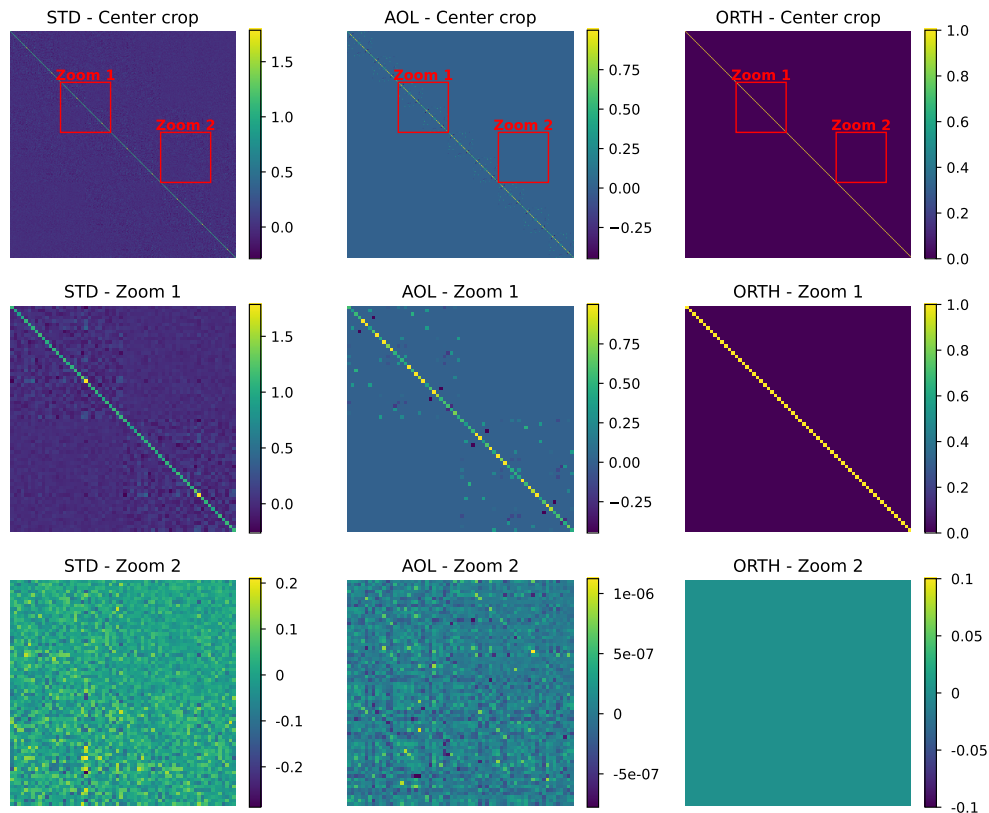 STD - Center crop
AOL - Center crop
ORTH - Center crop
Zoom 1
Zoom 2
1.5
1.0
0.5
0.0
Zoom 1
Zoom 2
0.75
0.50
0.25
0.00
−0.25
Zoom 1
Zoom 2
1.0
0.8
0.6
0.4
0.2
0.0
STD - Zoom 1
AOL - Zoom 1
ORTH - Zoom 1
1.5
1.0
0.5
0.0
0.75
0.50
0.25
0.00
−0.25
1.0
0.8
0.6
0.4
0.2
0.0
STD - Zoom 2
AOL - Zoom 2
ORTH - Zoom 2
0.2
0.1
0
-0.1
-0.2
1e-06
5e-07
0
-5e-07
0.1
0.05
0
-0.05
-0.1